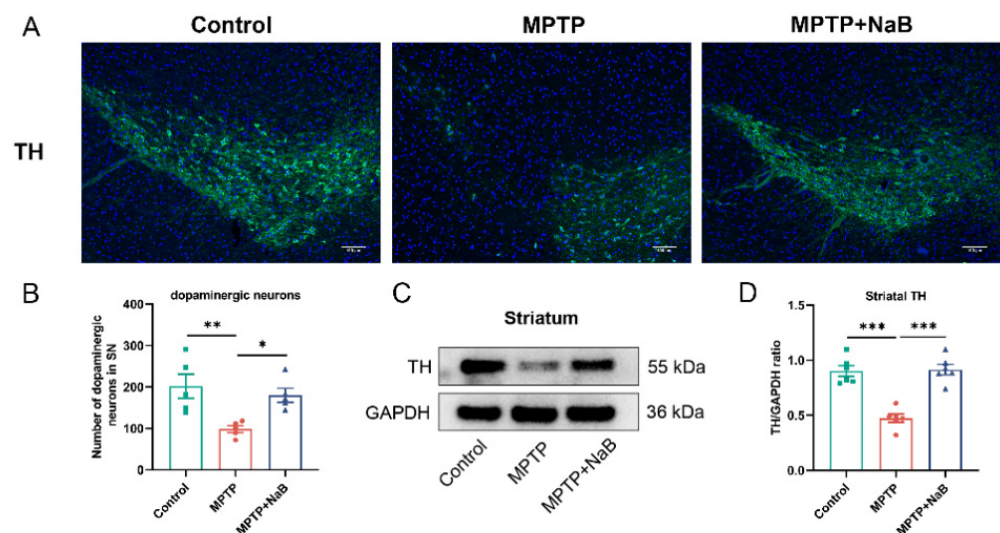 A
Control
MPTP
MPTP+NaB
TH
B
dopaminergic neurons
Number of dopaminergic
neurons in SN
400
300
200
100
0
**
*
Control
MPTP
MPTP+NaB
C
Striatum
TH
55 kDa
GAPDH
36 kDa
Control
MPTP
MPTP+NaB
D
Striatal TH
TH/GAPDH ratio
1.5
1.0
0.5
0.0
***
***
Control
MPTP
MPTP+NaB